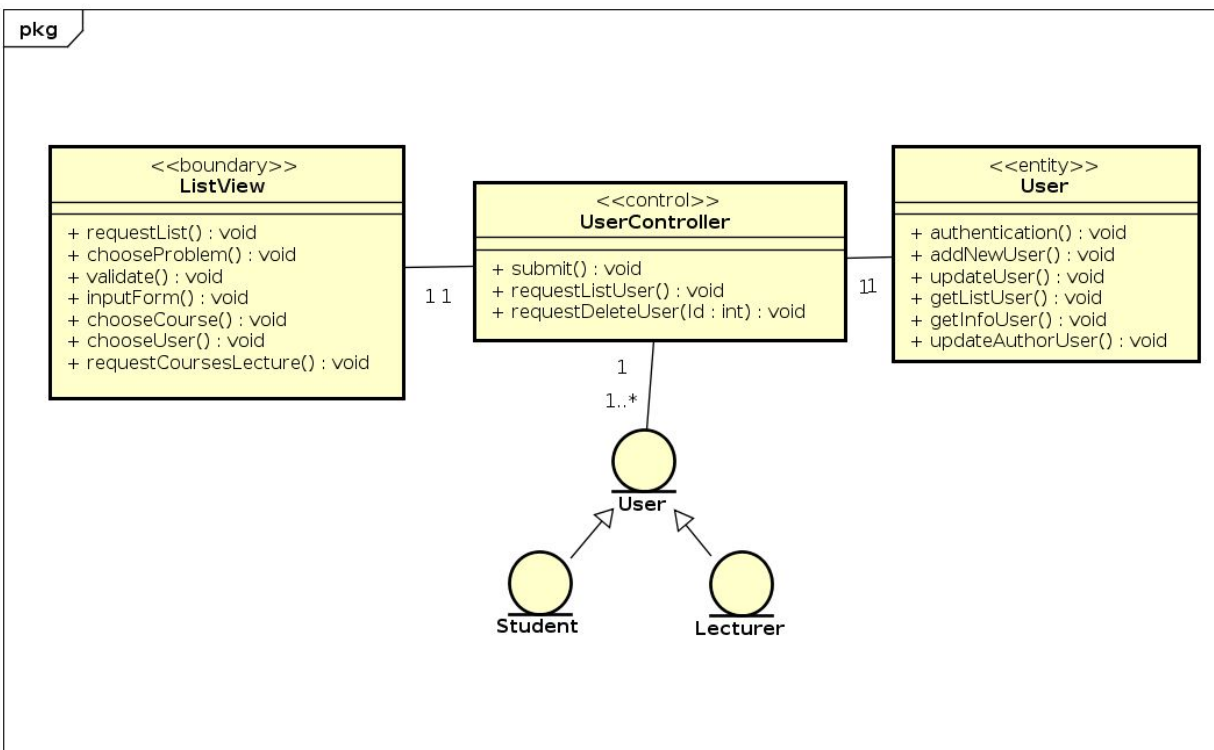 pkg
<<boundary>>
ListView
+ requestList() : void
+ chooseProblem() : void
+ validate() : void
+ inputForm() : void
+ chooseCourse() : void
+ chooseUser() : void
+ requestCoursesLecture() : void
1 1
<<control>>
UserController
+ submit() : void
+ requestListUser() : void
+ requestDeleteUser(Id : int) : void
11
<<entity>>
User
+ authentication() : void
+ addNewUser() : void
+ updateUser() : void
+ getListUser() : void
+ getInfoUser() : void
+ updateAuthorUser() : void
1
1..*
User
Student
Lecturer